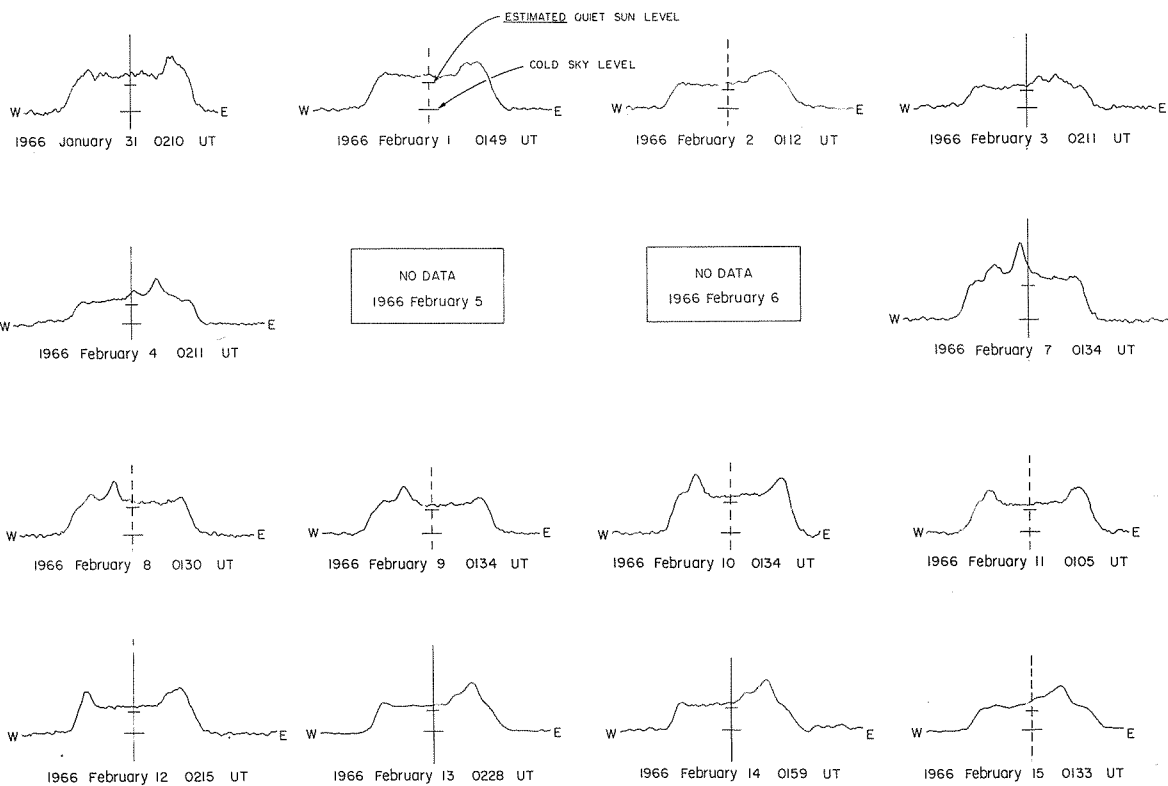 ESTIMATED QUIET SUN LEVEL
COLD SKY LEVEL
W E
1966 January 31 0210 UT
W E
1966 February 1 0149 UT
W E
1966 February 2 0112 UT
W E
1966 February 3 0211 UT
W E
1966 February 4 0211 UT
NO DATA
1966 February 5
NO DATA
1966 February 6
W
1966 February 7 0134 UT
W E
1966 February 8 0130 UT
W E
1966 February 9 0134 UT
W E
1966 February 10 0134 UT
W E
1966 February 11 0105 UT
W E
1966 February 12 0215 UT
W E
1966 February 13 0228 UT
W E
1966 February 14 0159 UT
W E
1966 February 15 0133 UT